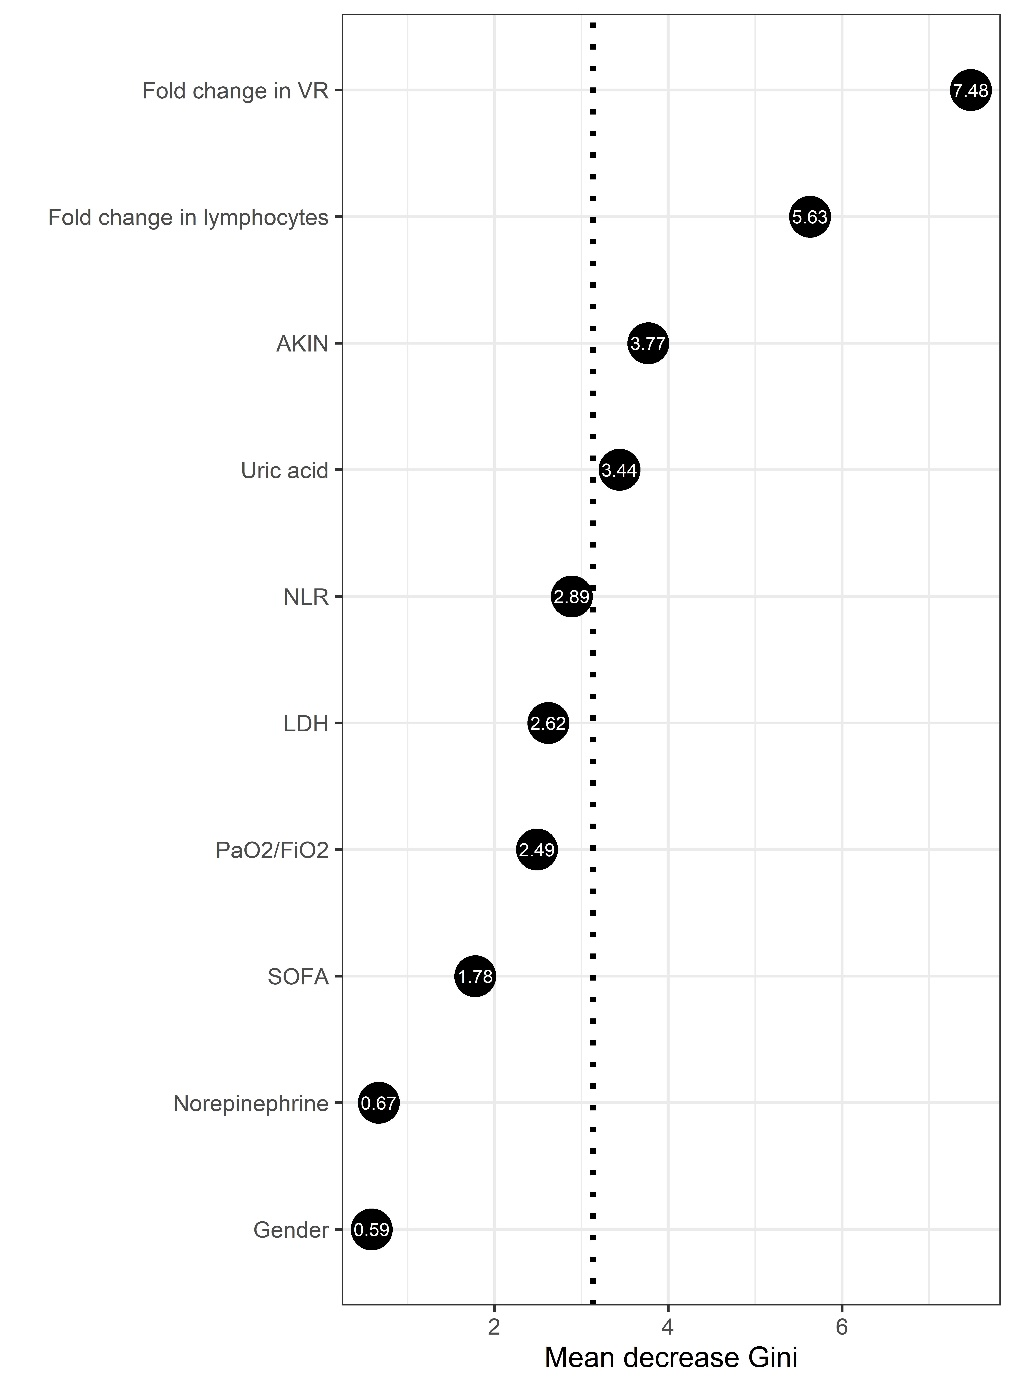 Fold change in VR
7.48
Fold change in lymphocytes
5.63
AKIN
3.77
Uric acid
3.44
NLR
2.89
LDH
2.62
PaO2/FiO2
2.49
SOFA
1.78
Norepinephrine
0.67
Gender
0.59
2 4 6
Mean decrease Gini